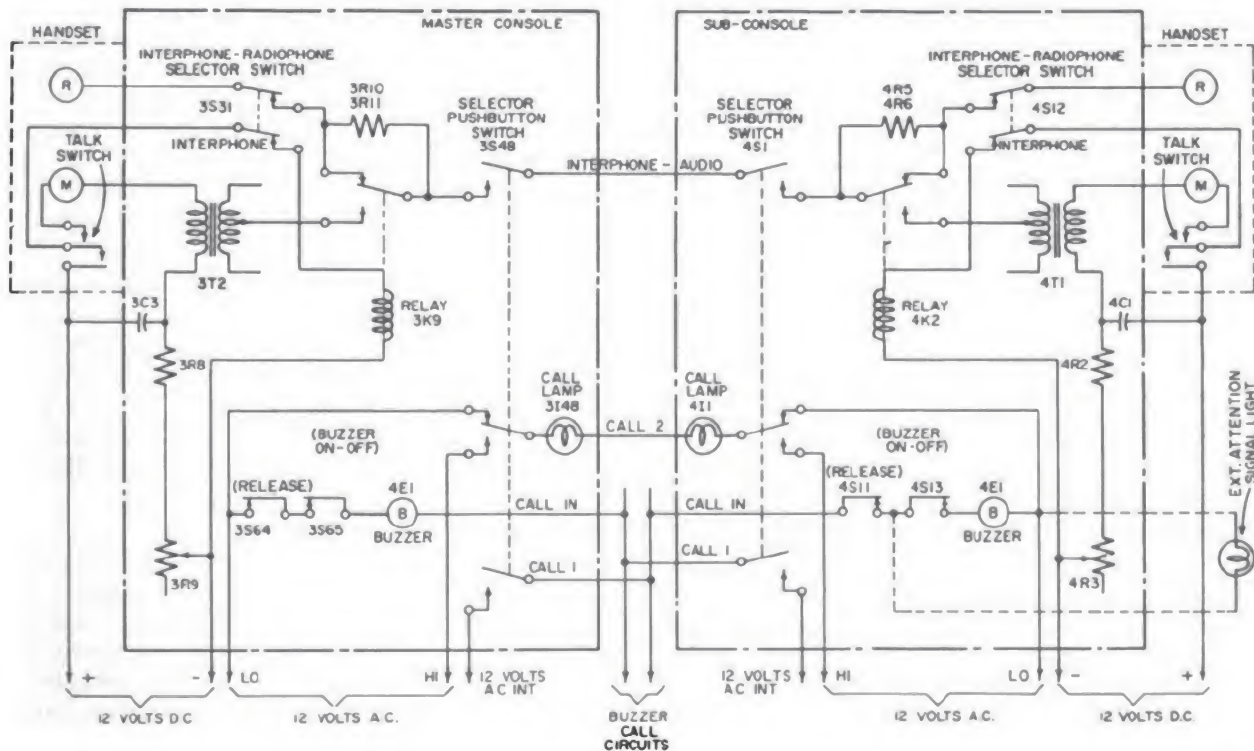 MASTER CONSOLE
SUB-CONSOLE
HANDSET
HANDSET
INTERPHONE-RADIOPHONE
SELECTOR SWITCH
INTERPHONE-RADIOPHONE
SELECTOR SWITCH
R
3S31
3R10
3R11
SELECTOR
PUSHBUTTON
SWITCH
3S48
SELECTOR
PUSHBUTTON
SWITCH
4S1
4R5
4R6
4S12
R
TALK
SWITCH
INTERPHONE
INTERPHONE - AUDIO
INTERPHONE
TALK
SWITCH
M
M
3T2
4T1
3C3
RELAY
3K9
RELAY
4K2
4C1
3R8
4R2
CALL
LAMP
3I48
CALL
LAMP
4I1
CALL 2
(BUZZER
ON-OFF)
(BUZZER
ON-OFF)
(RELEASE)
3S64
3S65
4E1
B
BUZZER
CALL IN
CALL IN
(RELEASE)
4S11
4S13
4E1
B
BUZZER
EXT. ATTENTION
SIGNAL LIGHT
3R9
CALL 1
CALL 1
4R3
+
-
LO
HI
12 VOLTS
AC INT
12 VOLTS
AC INT
HI
LO
-
+
12 VOLTS D.C.
12 VOLTS A.C.
BUZZER
CALL
CIRCUITS
12 VOLTS A.C.
12 VOLTS D.C.